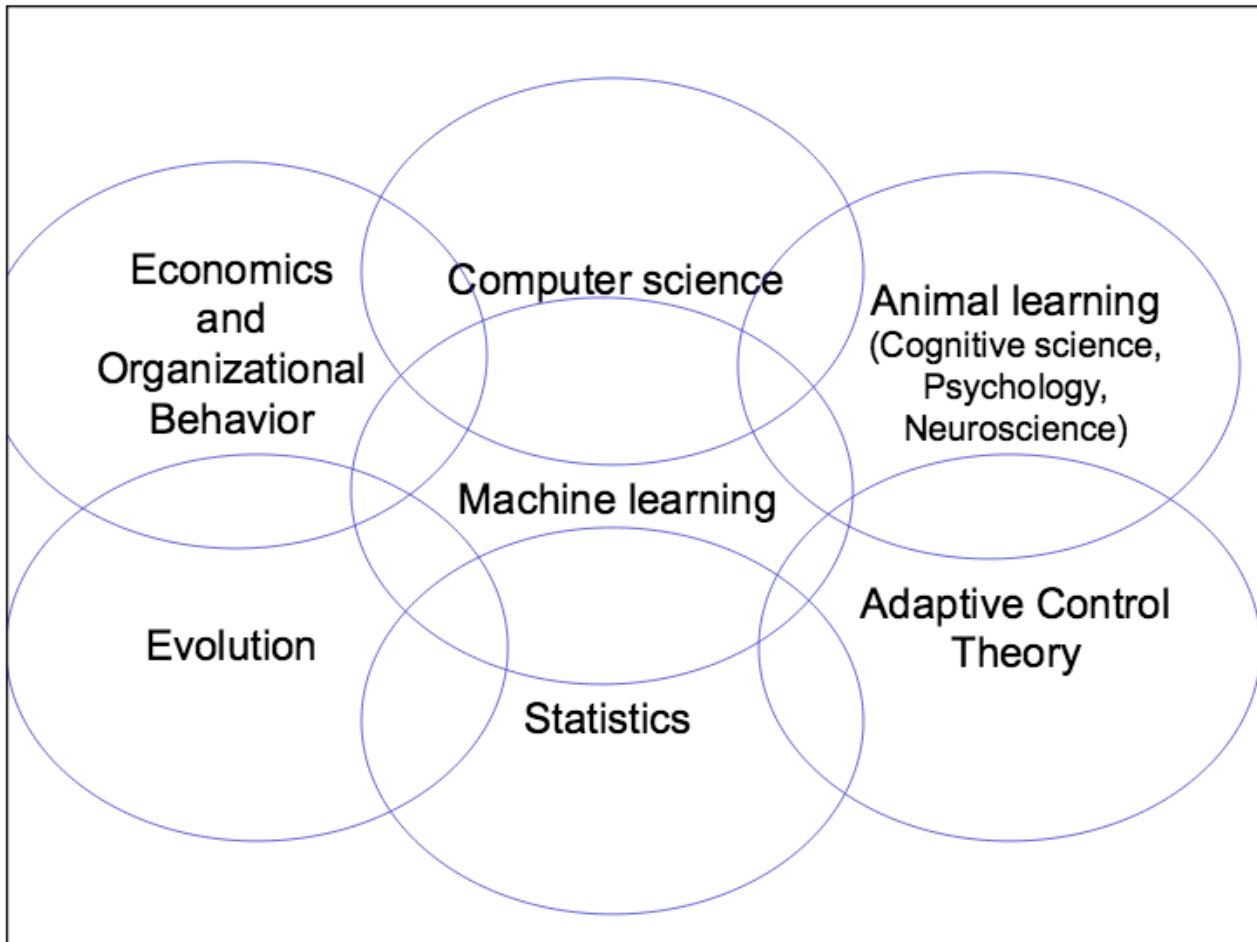 Economics
and
Organizational
Behavior
Computer science
Animal learning
(Cognitive science,
Psychology,
Neuroscience)
Machine learning
Evolution
Statistics
Adaptive Control
Theory